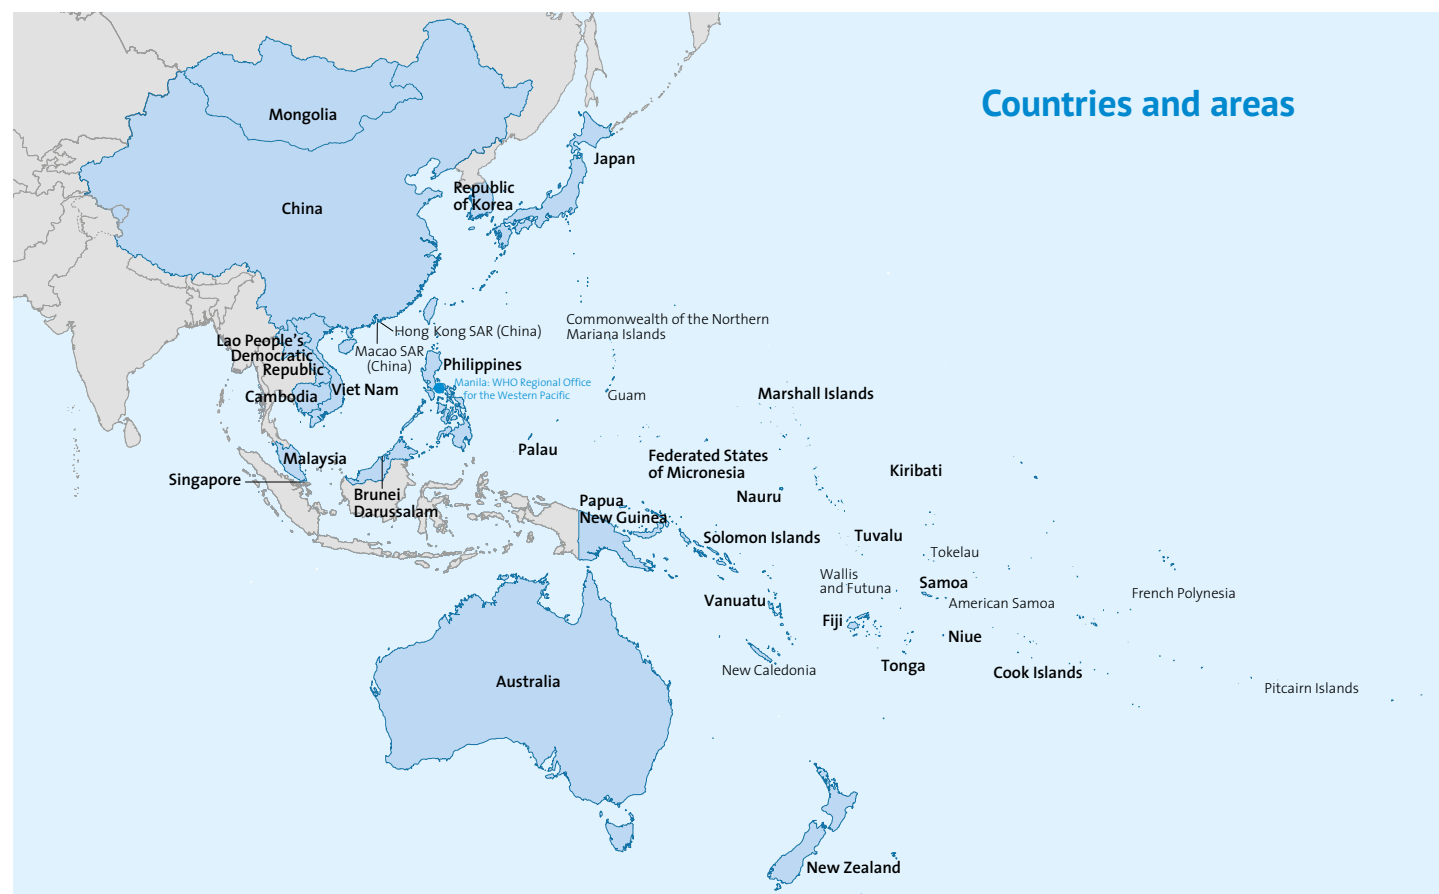 Countries and areas
Mongolia
Japan
Republic
of Korea
China
Hong Kong SAR (China)
Macao SAR
(China)
Commonwealth of the Northern
Mariana Islands
Lao People's
Democratic
Republic
Philippines
Manila: WHO Regional Office
for the Western Pacific
Viet Nam
Cambodia
Guam
Marshall Islands
Palau
Federated States
of Micronesia
Malaysia
Singapore
Kiribati
Brunei
Darussalam
Nauru
Papua
New Guinea
Solomon Islands
Tuvalu
Tokelau
Wallis
and Futuna
Samoa
American Samoa
French Polynesia
Vanuatu
Fiji
Niue
Tonga
New Caledonia
Cook Islands
Australia
Pitcairn Islands
New Zealand